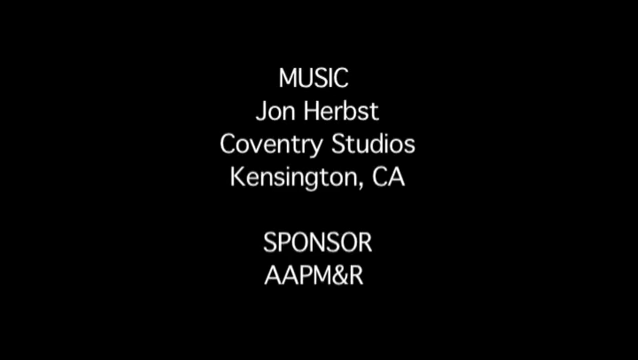 MUSIC
Jon Herbst
Coventry Studios
Kensington, CA
SPONSOR
AAPM&R